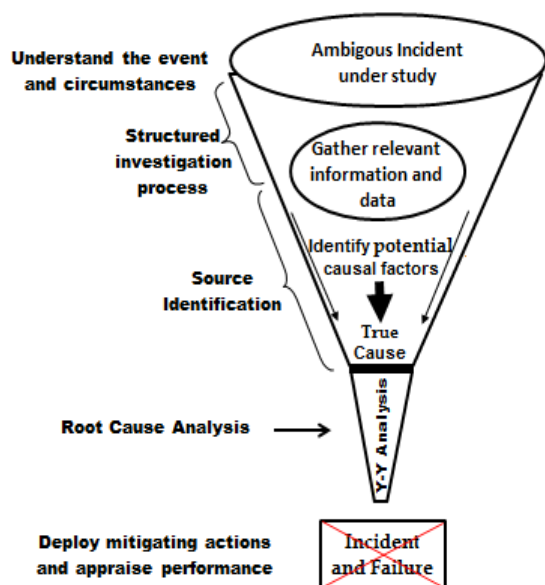 Understand the event
and circumstances
Ambigous Incident
under study
Structured
investigation
process
Gather relevant
information and
data
Identify potential
causal factors
Source
Identification
True
Cause
Y-Y Analysis
Root Cause Analysis
Deploy mitigating actions
and appraise performance
Incident
and Failure